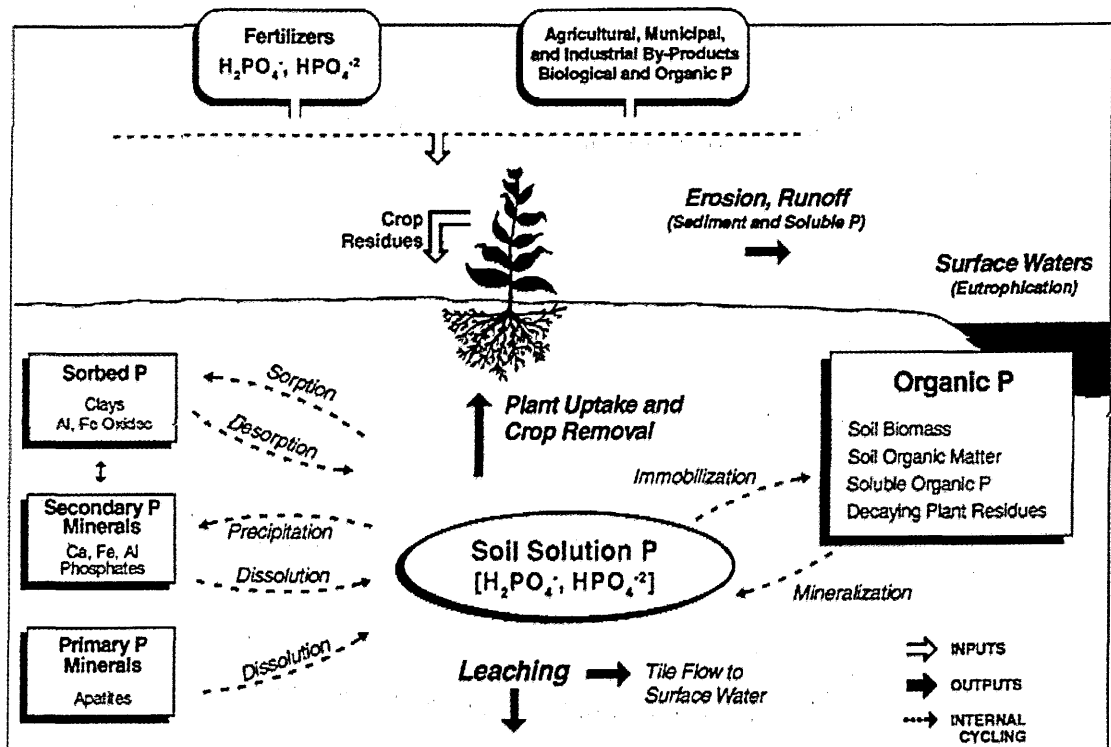 Fertilizers
H₂PO₄⁻, HPO₄⁻²
Agricultural, Municipal,
and Industrial By-Products
Biological and Organic P
Crop
Residues
Erosion, Runoff
(Sediment and Soluble P)
Surface Waters
(Eutrophication)
Sorbed P
Clays
Al, Fe Oxides
Sorption
Desorption
Plant Uptake and
Crop Removal
Organic P
Soil Biomass
Soil Organic Matter
Soluble Organic P
Decaying Plant Residues
Immobilization
Secondary P
Minerals
Ca, Fe, Al
Phosphates
Precipitation
Dissolution
Soil Solution P
[H₂PO₄⁻, HPO₄⁻²]
Mineralization
Primary P
Minerals
Apatites
Dissolution
Leaching
Tile Flow to
Surface Water
INPUTS
OUTPUTS
INTERNAL
CYCLING